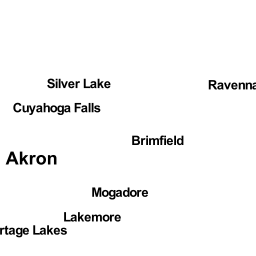 Silver Lake
Ravenna
Cuyahoga Falls
Brimfield
Akron
Mogadore
Lakemore
rtage Lakes